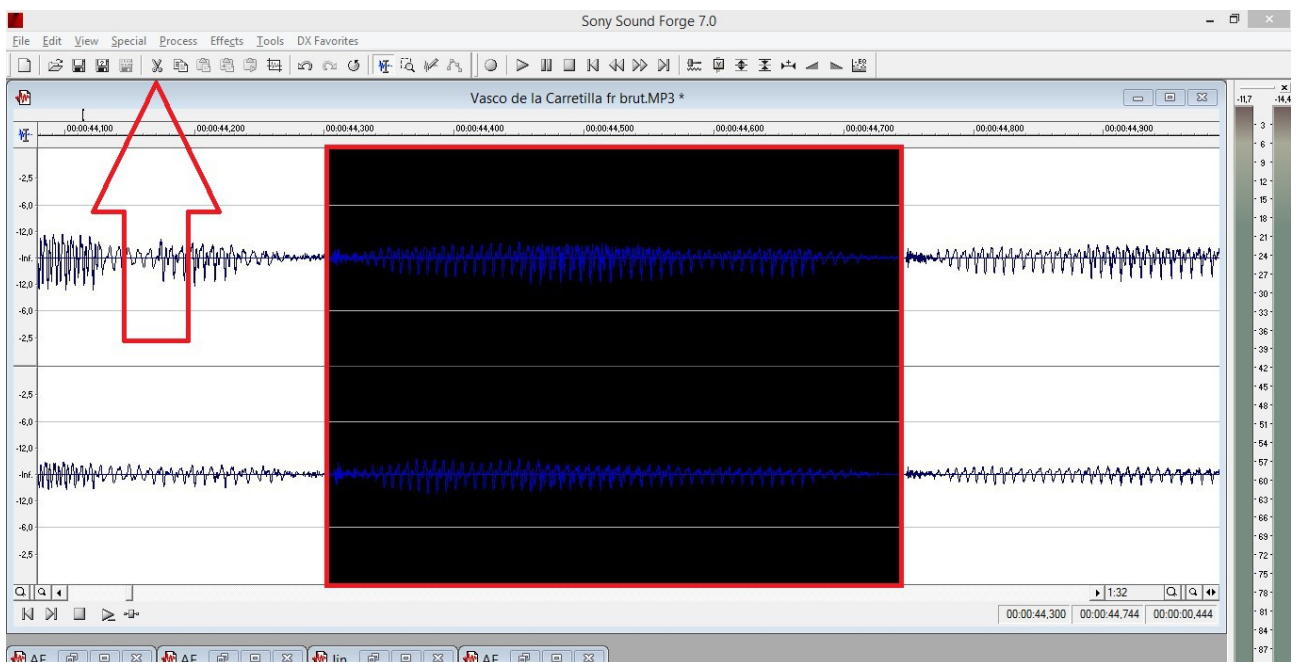 Sony Sound Forge 7.0
File Edit View Special Process Effects Tools DX Favorites
Vasco de la Carretilla fr brut.MP3 *
-11,7 -14,4
00:00:44,100 00:00:44,200 00:00:44,300 00:00:44,400 00:00:44,500 00:00:44,600 00:00:44,700 00:00:44,800 00:00:44,900
-2,5
-6,0
-12,0
-Inf.
-12,0
-6,0
-2,5
-2,5
-6,0
-12,0
-Inf.
-12,0
-6,0
-2,5
- 3 -
- 6 -
- 9 -
- 12 -
- 15 -
- 18 -
- 21 -
- 24 -
- 27 -
- 30 -
- 33 -
- 36 -
- 39 -
- 42 -
- 45 -
- 48 -
- 51 -
- 54 -
- 57 -
- 60 -
- 63 -
- 66 -
- 69 -
- 72 -
- 75 -
- 78 -
- 81 -
- 84 -
- 87 -
1:32
00:00:44,300 00:00:44,744 00:00:00,444
AF AF lin AF